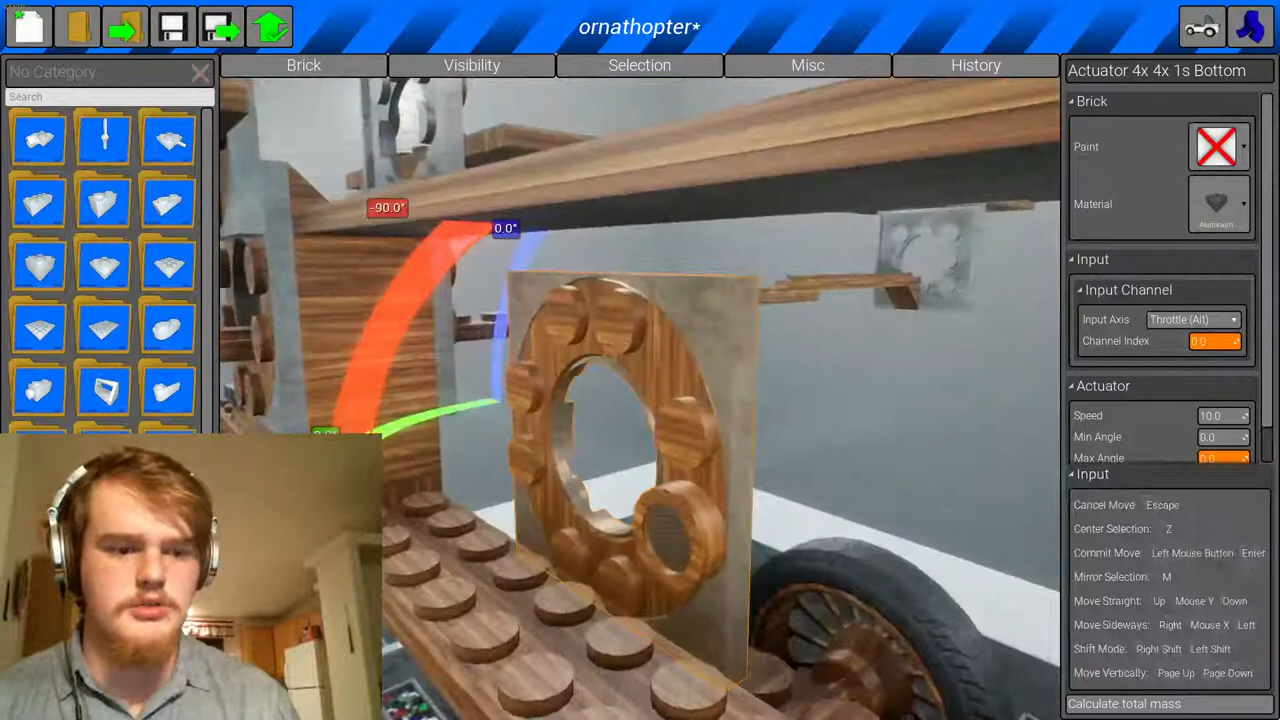 ornathopter*
No Category
Search...
Brick
Visibility
Selection
Misc
History
-90.0°
0.0°
Actuator 4x 4x 1s Bottom
Brick
Paint
Material
Aluminium
Input
Input Channel
Input Axis Throttle (Alt)
Channel Index 0.0
Actuator
Speed 10.0
Min Angle 0.0
Max Angle 0.0
Input
Cancel Move Escape
Center Selection: Z
Commit Move: Left Mouse Button Enter
Mirror Selection: M
Move Straight: Up Mouse Y Down
Move Sideways: Right Mouse X Left
Shift Mode: Right Shift Left Shift
Move Vertically: Page Up Page Down
Calculate total mass